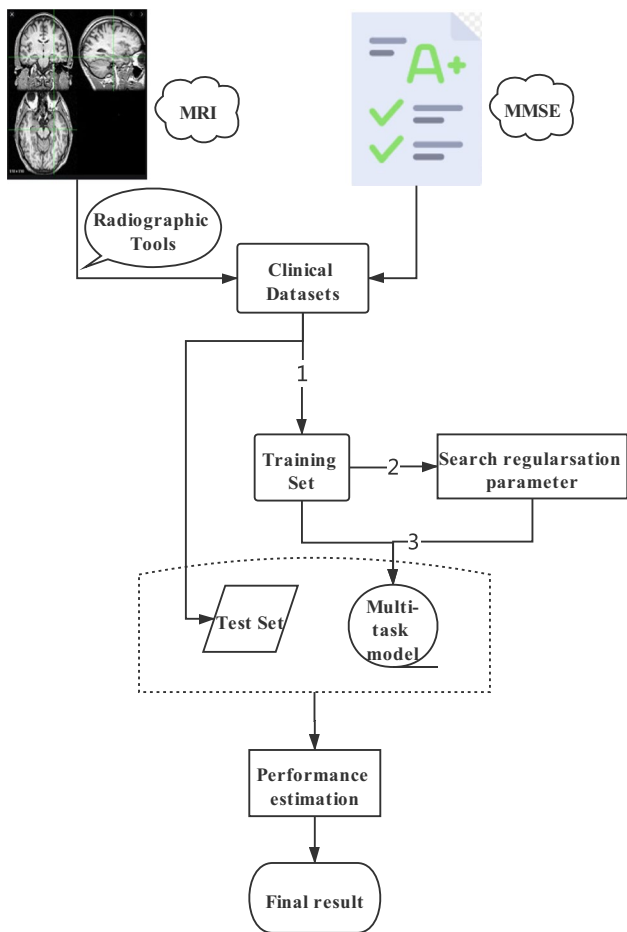 MRI
A+
MMSE
Radiographic
Tools
Clinical
Datasets
1
Training
Set
2
Search regularsation
parameter
3
Test Set
Multi-
task
model
Performance
estimation
Final result